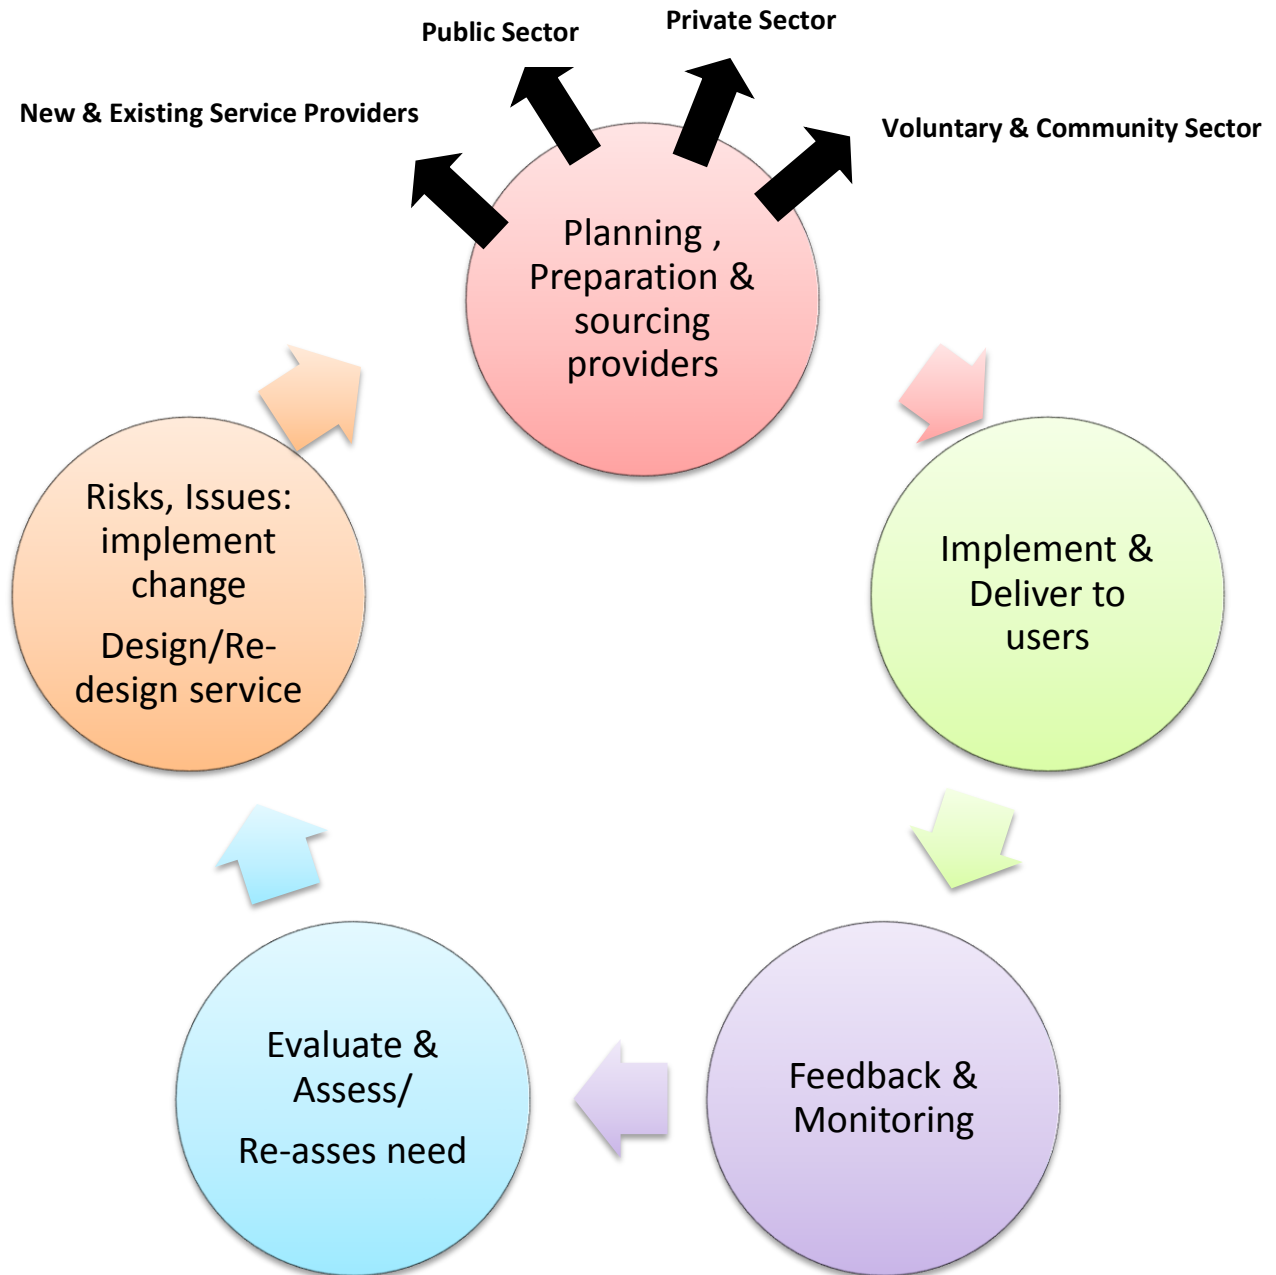 Public Sector
Private Sector
New & Existing Service Providers
Voluntary & Community Sector
Planning ,
Preparation &
sourcing
providers
Implement &
Deliver to
users
Feedback &
Monitoring
Evaluate &
Assess/
Re-asses need
Risks, Issues:
implement
change
Design/Re-
design service